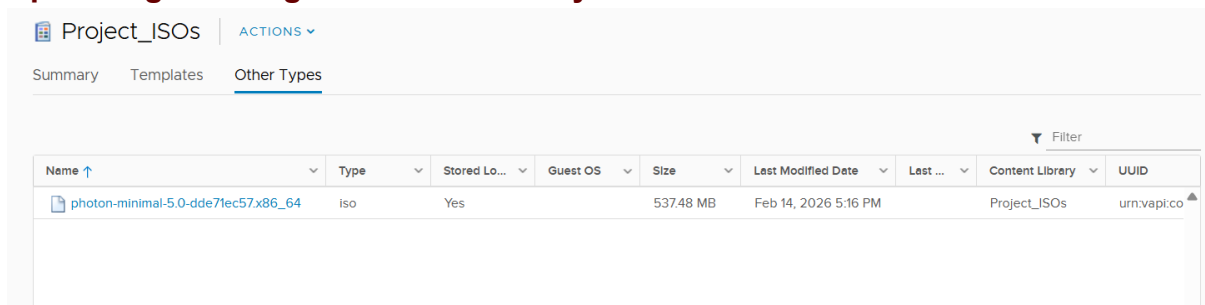 Project_ISOs ACTIONS
Summary Templates Other Types
Filter
Name Type Stored Lo... Guest OS Size Last Modified Date Last ... Content Library UUID
photon-minimal-5.0-dde71ec57.x86_64 iso Yes 537.48 MB Feb 14, 2026 5:16 PM Project_ISOs urn:vapi:co